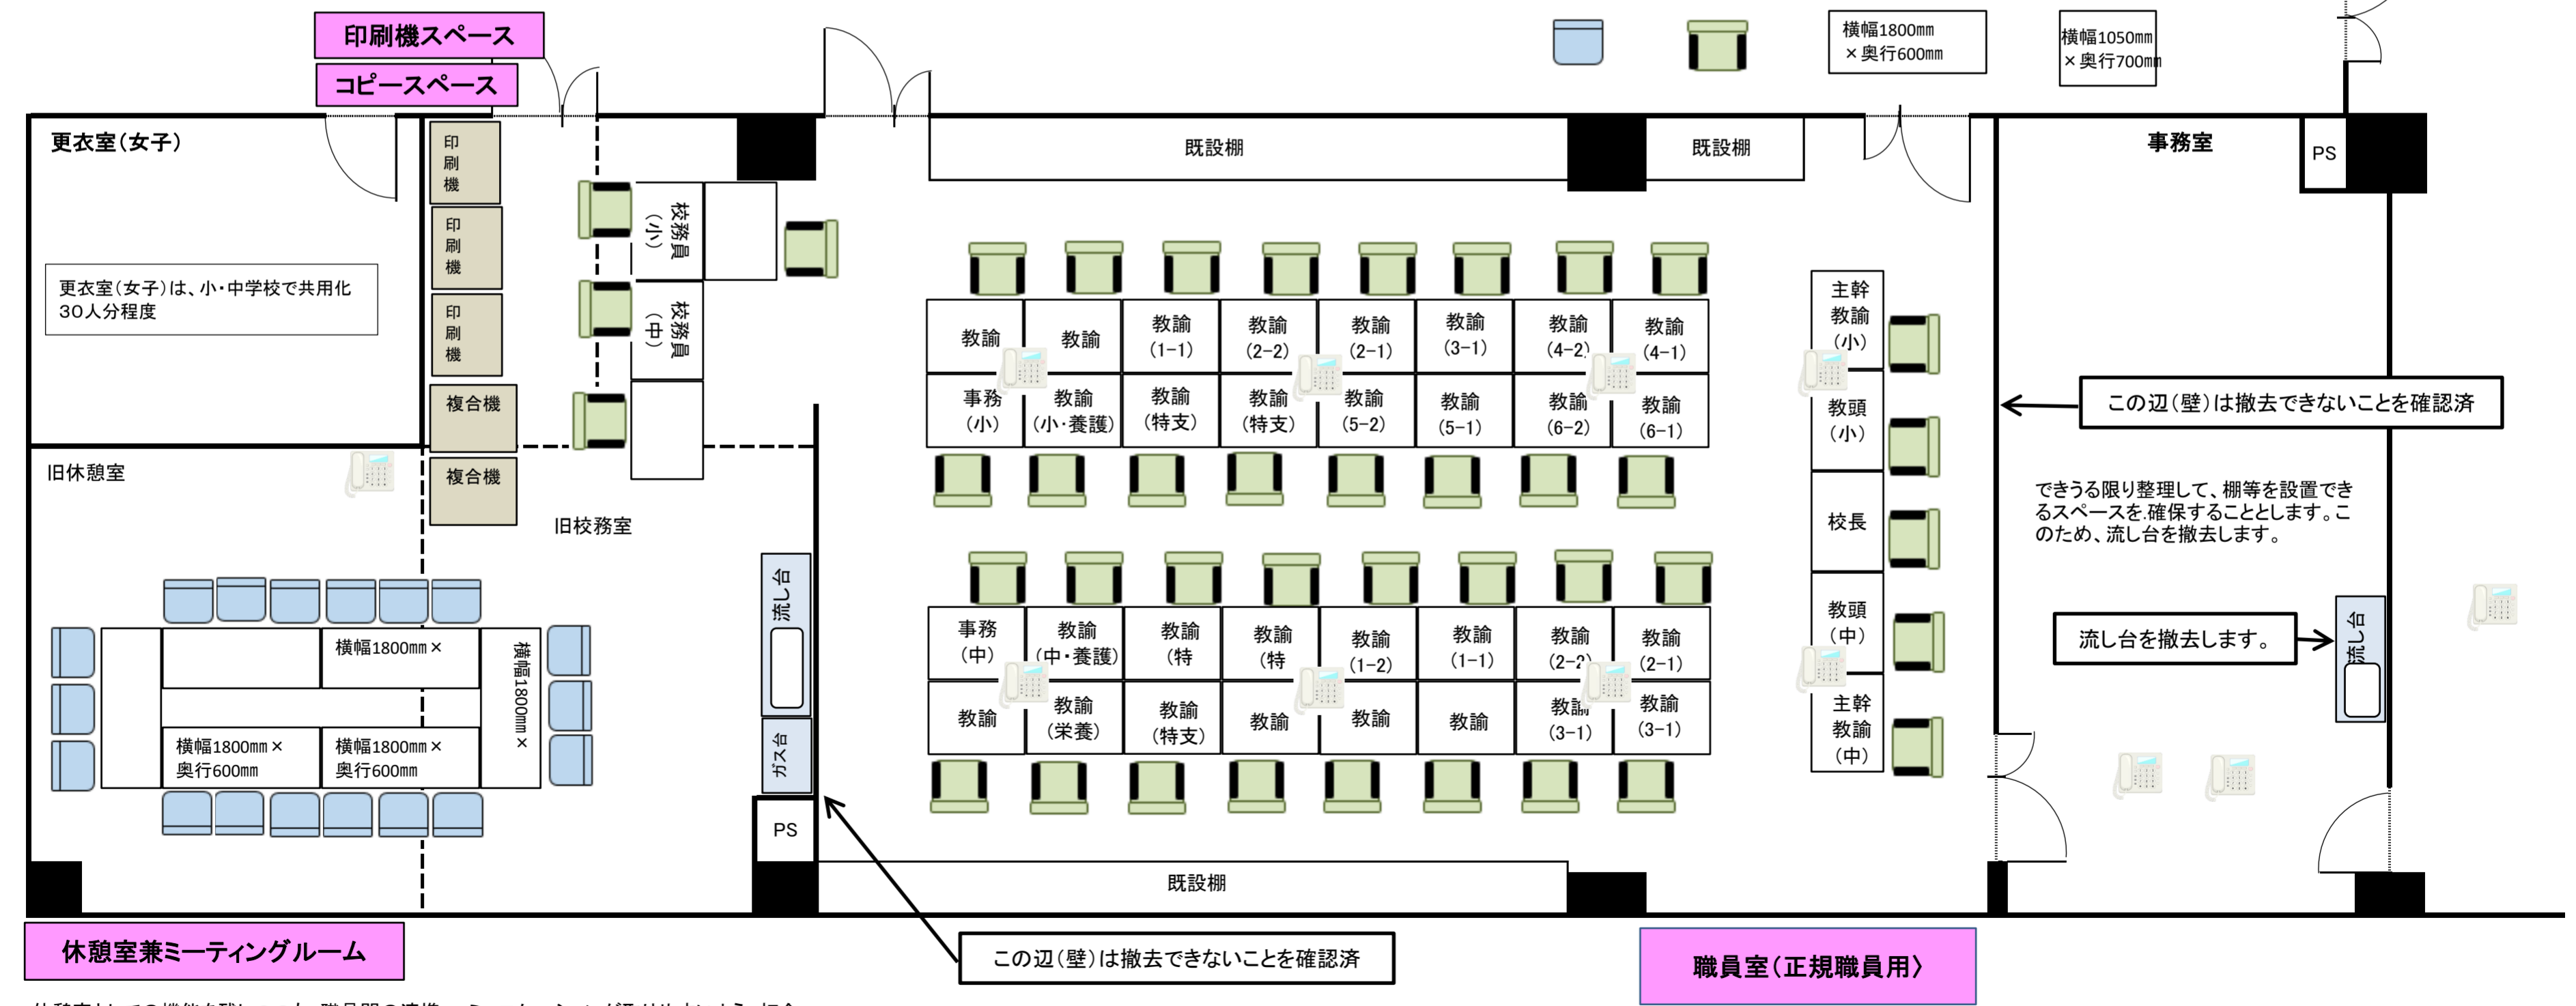 印刷機スペース
コピースペース
横幅1800㎜
×奥行600㎜
横幅1050㎜
×奥行700㎜
更衣室(女子)
更衣室(女子)は、小・中学校で共用化
30人分程度
印
刷
機
印
刷
機
印
刷
機
複合機
複合機
校務員
(小)
校務員
(中)
旧休憩室
旧校務室
横幅1800㎜×
横幅1800㎜×
横幅1800㎜×
奥行600㎜
横幅1800㎜×
奥行600㎜
流し台
ガス台
PS
既設棚
既設棚
教諭
教諭
教諭
(1-1)
教諭
(2-2)
教諭
(2-1)
教諭
(3-1)
教諭
(4-2)
教諭
(4-1)
事務
(小)
教諭
(小・養護)
教諭
(特支)
教諭
(特支)
教諭
(5-2)
教諭
(5-1)
教諭
(6-2)
教諭
(6-1)
事務
(中)
教諭
(中・養護)
教諭
(特
教諭
(特
教諭
(1-2)
教諭
(1-1)
教諭
(2-2)
教諭
(2-1)
教諭
教諭
(栄養)
教諭
(特支)
教諭
教諭
教諭
教諭
(3-1)
教諭
(3-1)
主幹
教諭
(小)
教頭
(小)
校長
教頭
(中)
主幹
教諭
(中)
既設棚
事務室
PS
この辺(壁)は撤去できないことを確認済
できうる限り整理して、棚等を設置でき
るスペースを確保することとします。こ
のため、流し台を撤去します。
流し台を撤去します。
流し台
休憩室兼ミーティングルーム
この辺(壁)は撤去できないことを確認済
職員室(正規職員用〉